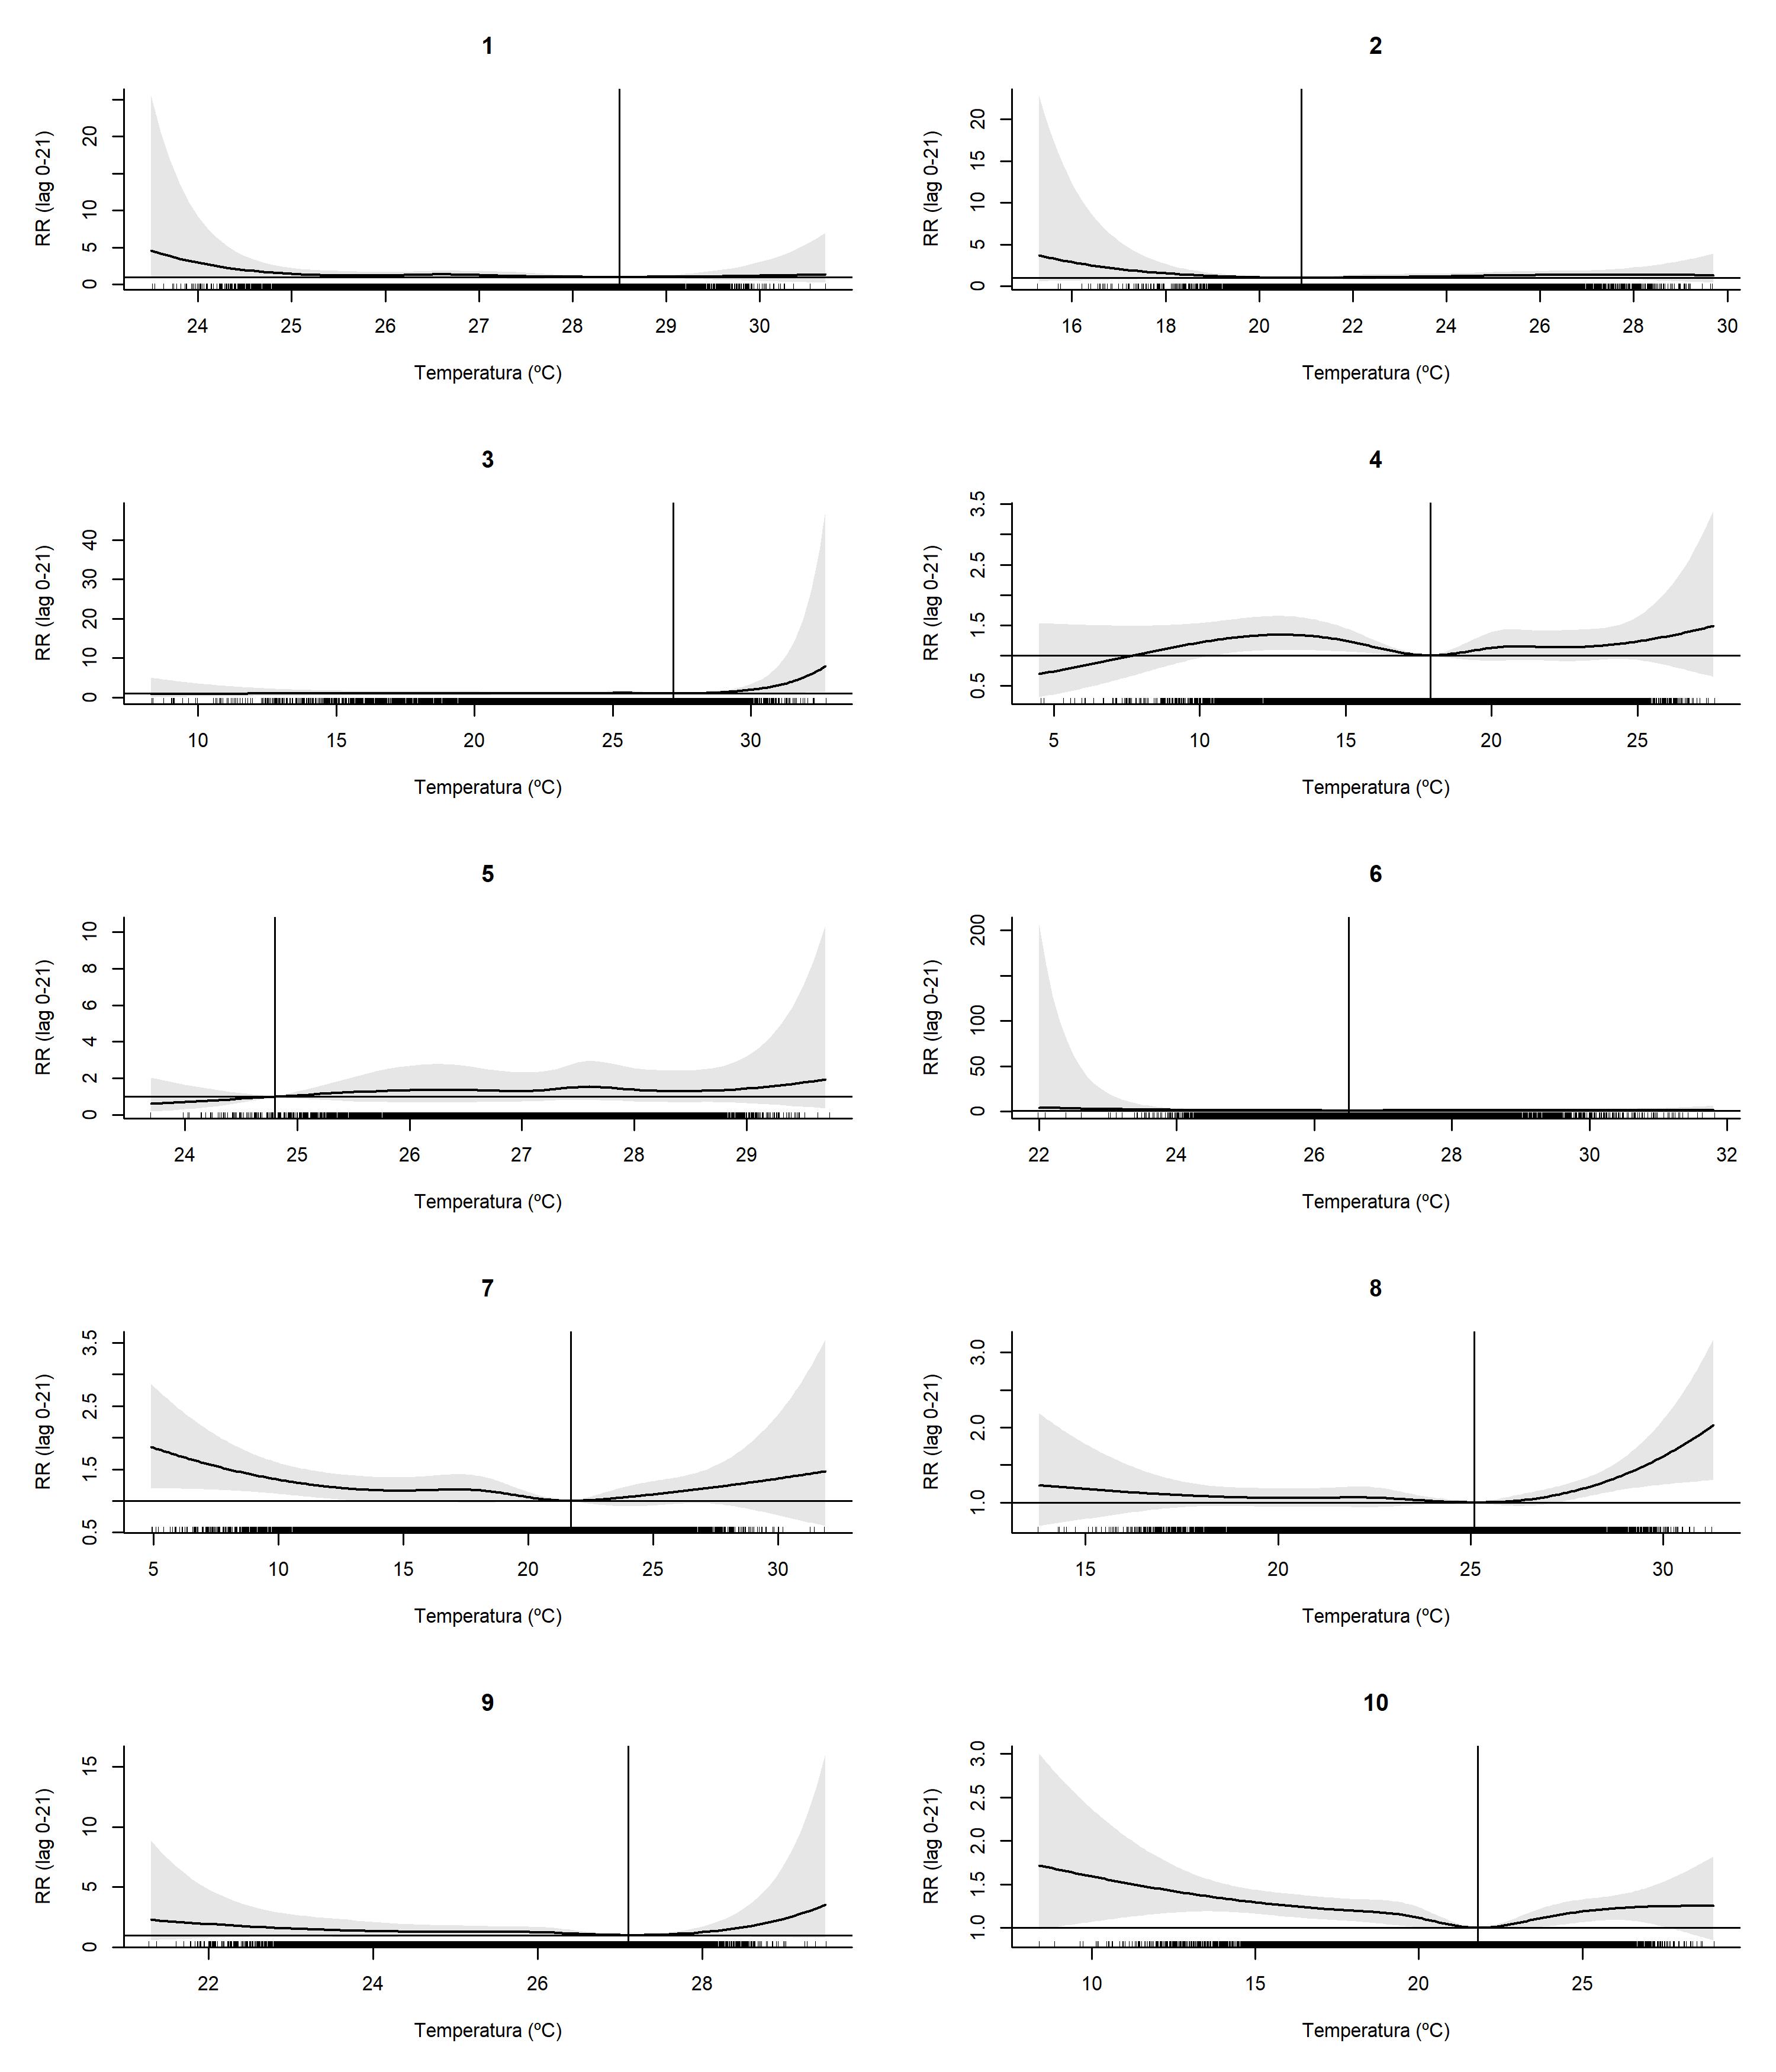 1
RR (lag 0-21)
0 5 10 20
24 25 26 27 28 29 30
Temperatura (ºC)
2
RR (lag 0-21)
0 5 10 15 20
16 18 20 22 24 26 28 30
Temperatura (ºC)
3
RR (lag 0-21)
0 10 20 30 40
10 15 20 25 30
Temperatura (ºC)
4
RR (lag 0-21)
0.5 1.5 2.5 3.5
5 10 15 20 25
Temperatura (ºC)
5
RR (lag 0-21)
0 2 4 6 8 10
24 25 26 27 28 29
Temperatura (ºC)
6
RR (lag 0-21)
0 50 100 200
22 24 26 28 30 32
Temperatura (ºC)
7
RR (lag 0-21)
0.5 1.5 2.5 3.5
5 10 15 20 25 30
Temperatura (ºC)
8
RR (lag 0-21)
1.0 2.0 3.0
15 20 25 30
Temperatura (ºC)
9
RR (lag 0-21)
0 5 10 15
22 24 26 28
Temperatura (ºC)
10
RR (lag 0-21)
1.0 1.5 2.0 2.5 3.0
10 15 20 25
Temperatura (ºC)